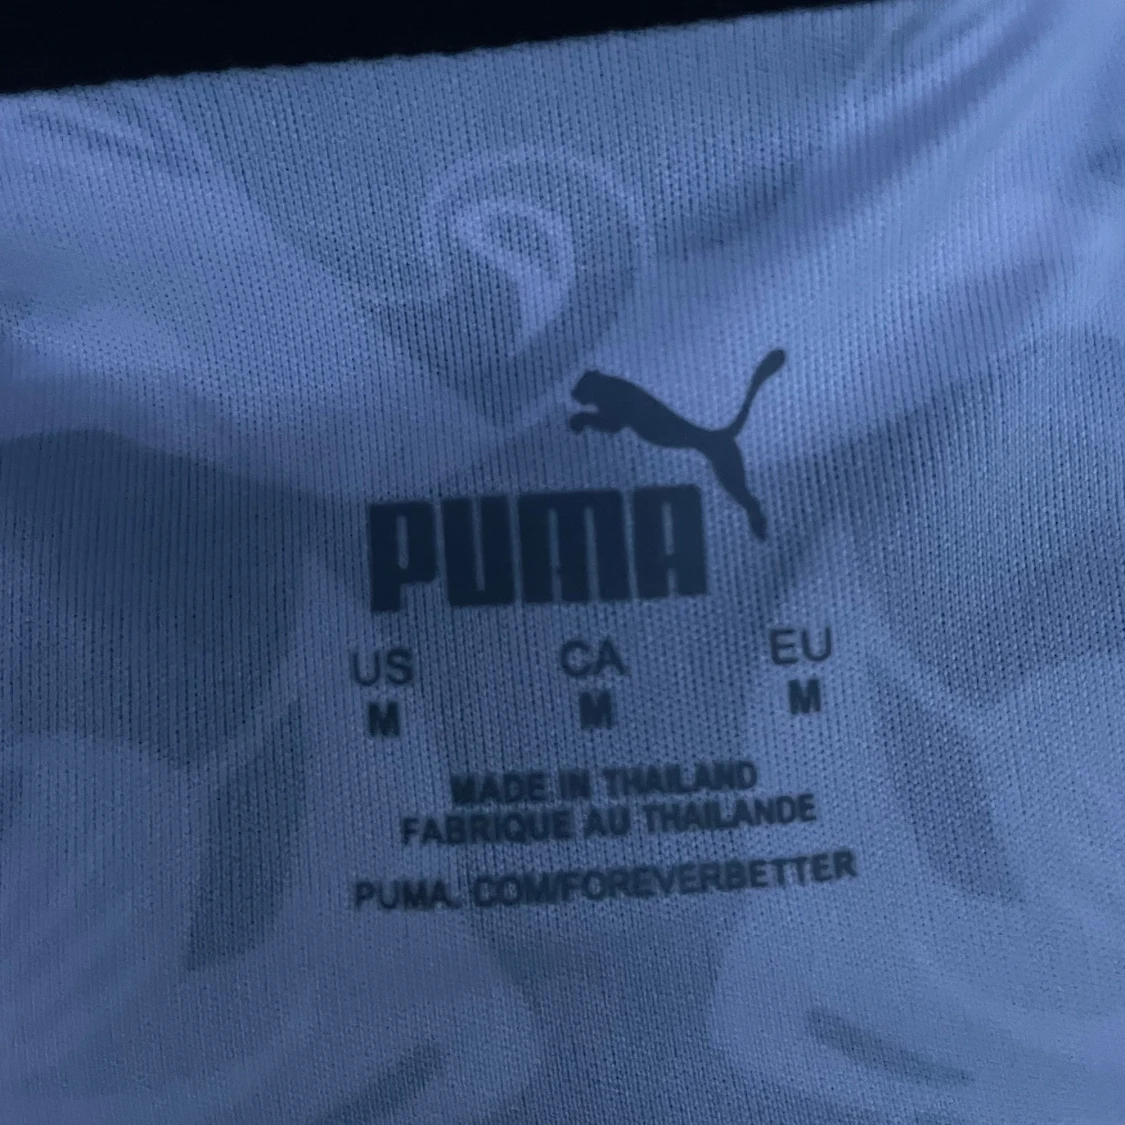 PUMA
US CA EU
M M M
MADE IN THAILAND
FABRIQUE AU THAILANDE
PUMA. COM/FOREVERBETTER